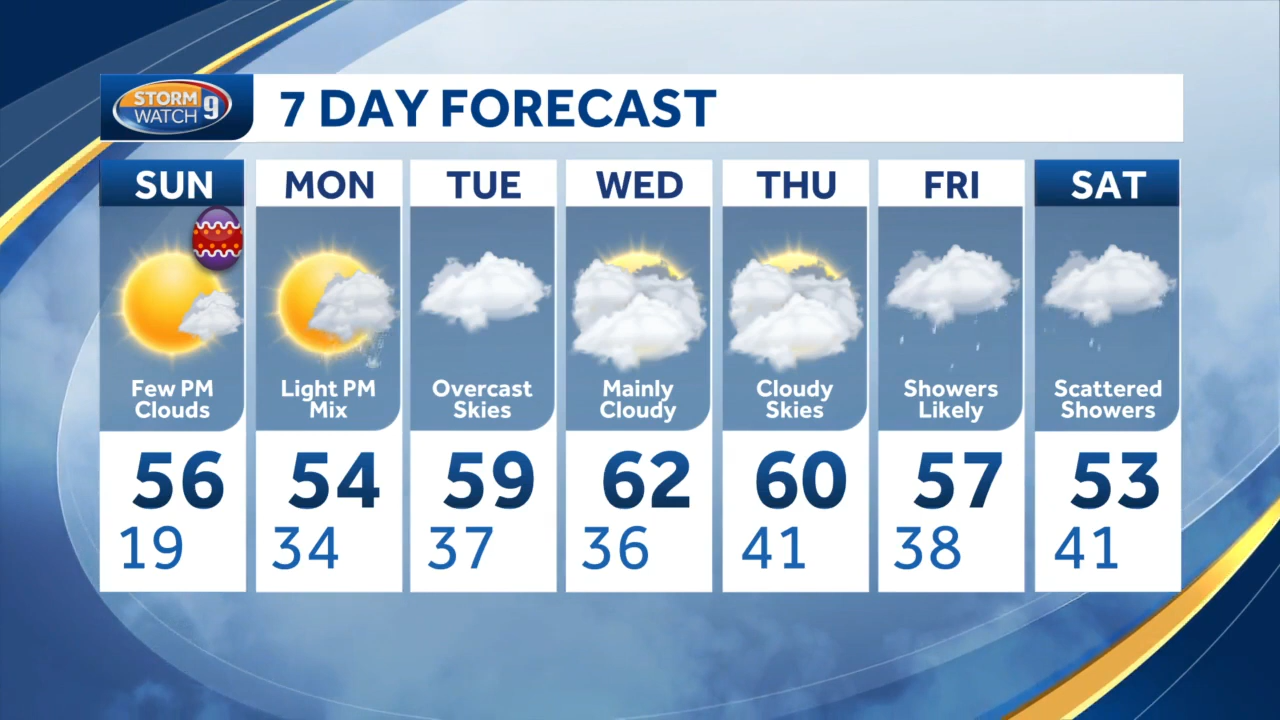 STORM
WATCH 9
7 DAY FORECAST
SUN
MON
TUE
WED
THU
FRI
SAT
Few PM
Clouds
Light PM
Mix
Overcast
Skies
Mainly
Cloudy
Cloudy
Skies
Showers
Likely
Scattered
Showers
56
54
59
62
60
57
53
19
34
37
36
41
38
41